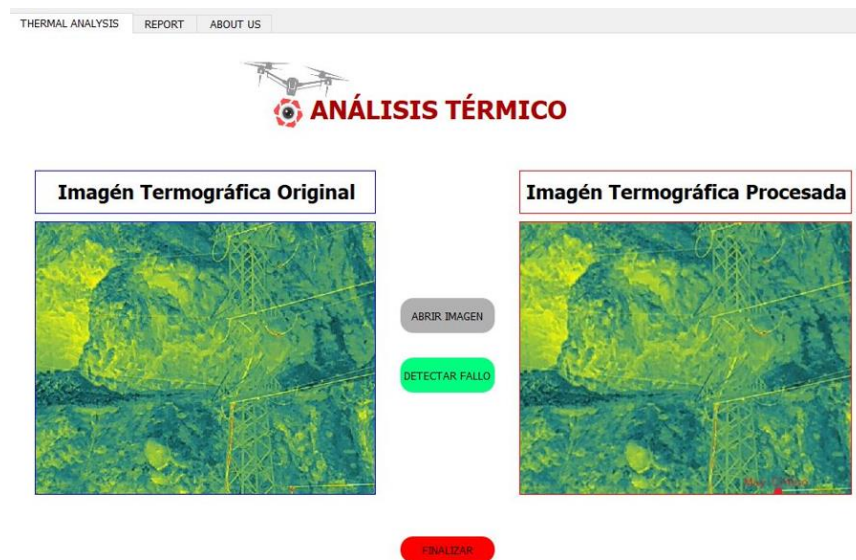 THERMAL ANALYSIS REPORT ABOUT US
ANÁLISIS TÉRMICO
Imagén Termográfica Original
Imagén Termográfica Procesada
ABRIR IMAGEN
DETECTAR FALLO
FINALIZAR